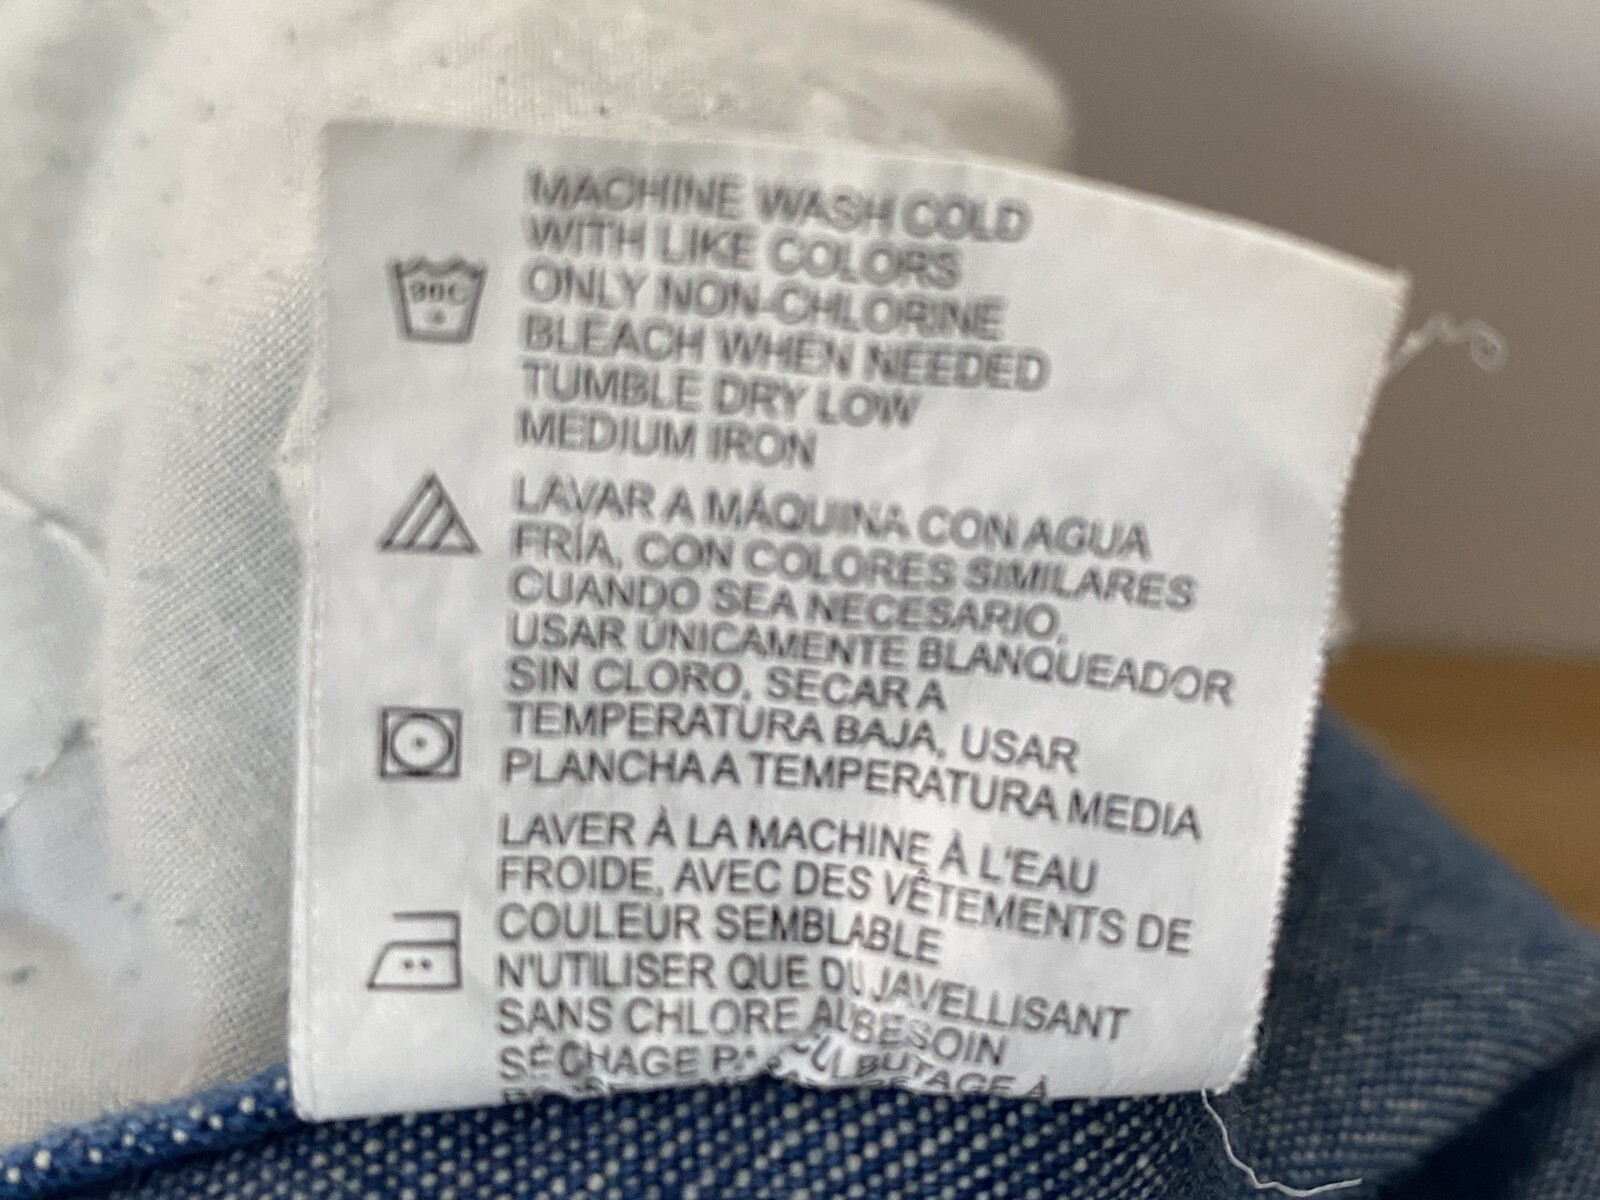 MACHINE WASH COLD
WITH LIKE COLORS
ONLY NON-CHLORINE
BLEACH WHEN NEEDED
TUMBLE DRY LOW
MEDIUM IRON
30C
LAVAR A MÁQUINA CON AGUA
FRÍA, CON COLORES SIMILARES
CUANDO SEA NECESARIO,
USAR ÚNICAMENTE BLANQUEADOR
SIN CLORO, SECAR A
TEMPERATURA BAJA, USAR
PLANCHA A TEMPERATURA MEDIA
LAVER À LA MACHINE À L'EAU
FROIDE, AVEC DES VÊTEMENTS DE
COULEUR SEMBLABLE
N'UTILISER QUE DU JAVELLISANT
SANS CHLORE AU BESOIN
SÉCHAGE